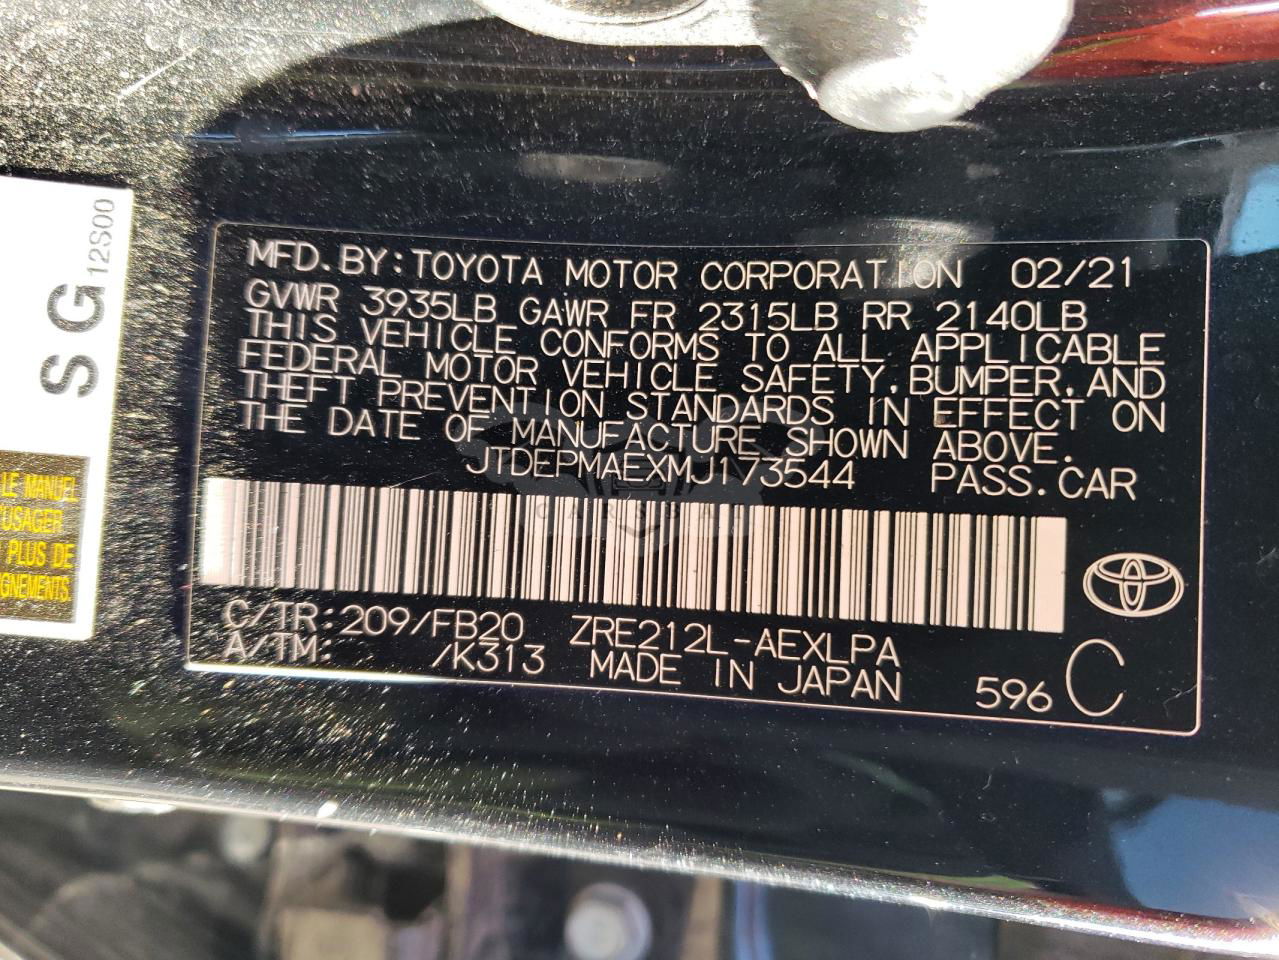 MFD.BY:TOYOTA MOTOR CORPORATION 02/21
GVWR 3935LB GAWR FR 2315LB RR 2140LB
THIS VEHICLE CONFORMS TO ALL APPLICABLE
FEDERAL MOTOR VEHICLE SAFETY,BUMPER,AND
THEFT PREVENTION STANDARDS IN EFFECT ON
THE DATE OF MANUFACTURE SHOWN ABOVE.
JTDEPMAEXMJ173544 PASS.CAR
C/TR:209/FB20 ZRE212L-AEXLPA
A/TM: /K313 MADE IN JAPAN 596 C
SG
12S00
LE MANUEL
'USAGER
PLUS DE
GNEMENTS.